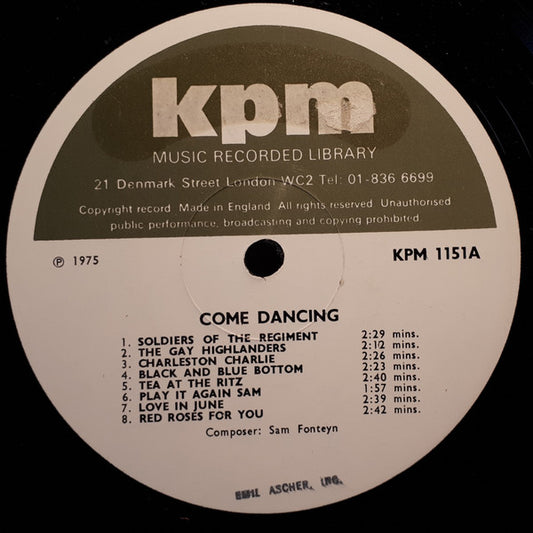 kpm
MUSIC RECORDED LIBRARY
21 Denmark Street London WC2 Tel: 01-836 6699
Copyright record. Made in England. All rights reserved. Unauthorised
public performance, broadcasting and copying prohibited.
℗ 1975
KPM 1151A
COME DANCING
1. SOLDIERS OF THE REGIMENT 2:29 mins.
2. THE GAY HIGHLANDERS 2:12 mins.
3. CHARLESTON CHARLIE 2:26 mins.
4. BLACK AND BLUE BOTTOM 2:23 mins.
5. TEA AT THE RITZ 2:40 mins.
6. PLAY IT AGAIN SAM 1:57 mins.
7. LOVE IN JUNE 2:39 mins.
8. RED ROSES FOR YOU 2:42 mins.
Composer: Sam Fonteyn
EMIL ASCHER, INC.